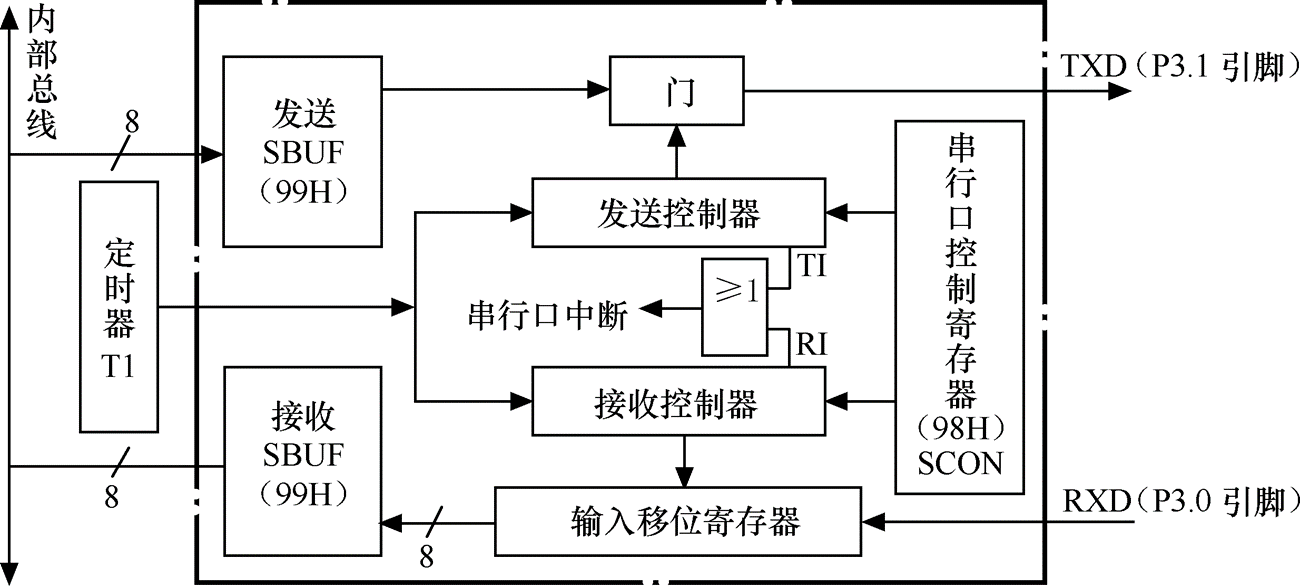 内部总线
8
发送
SBUF
（99H）
门
TXD（P3.1 引脚）
定时器
T1
发送控制器
TI
≥1
串行口中断
RI
接收控制器
串行口控制寄存器
（98H）
SCON
8
接收
SBUF
（99H）
8
输入移位寄存器
RXD（P3.0 引脚）